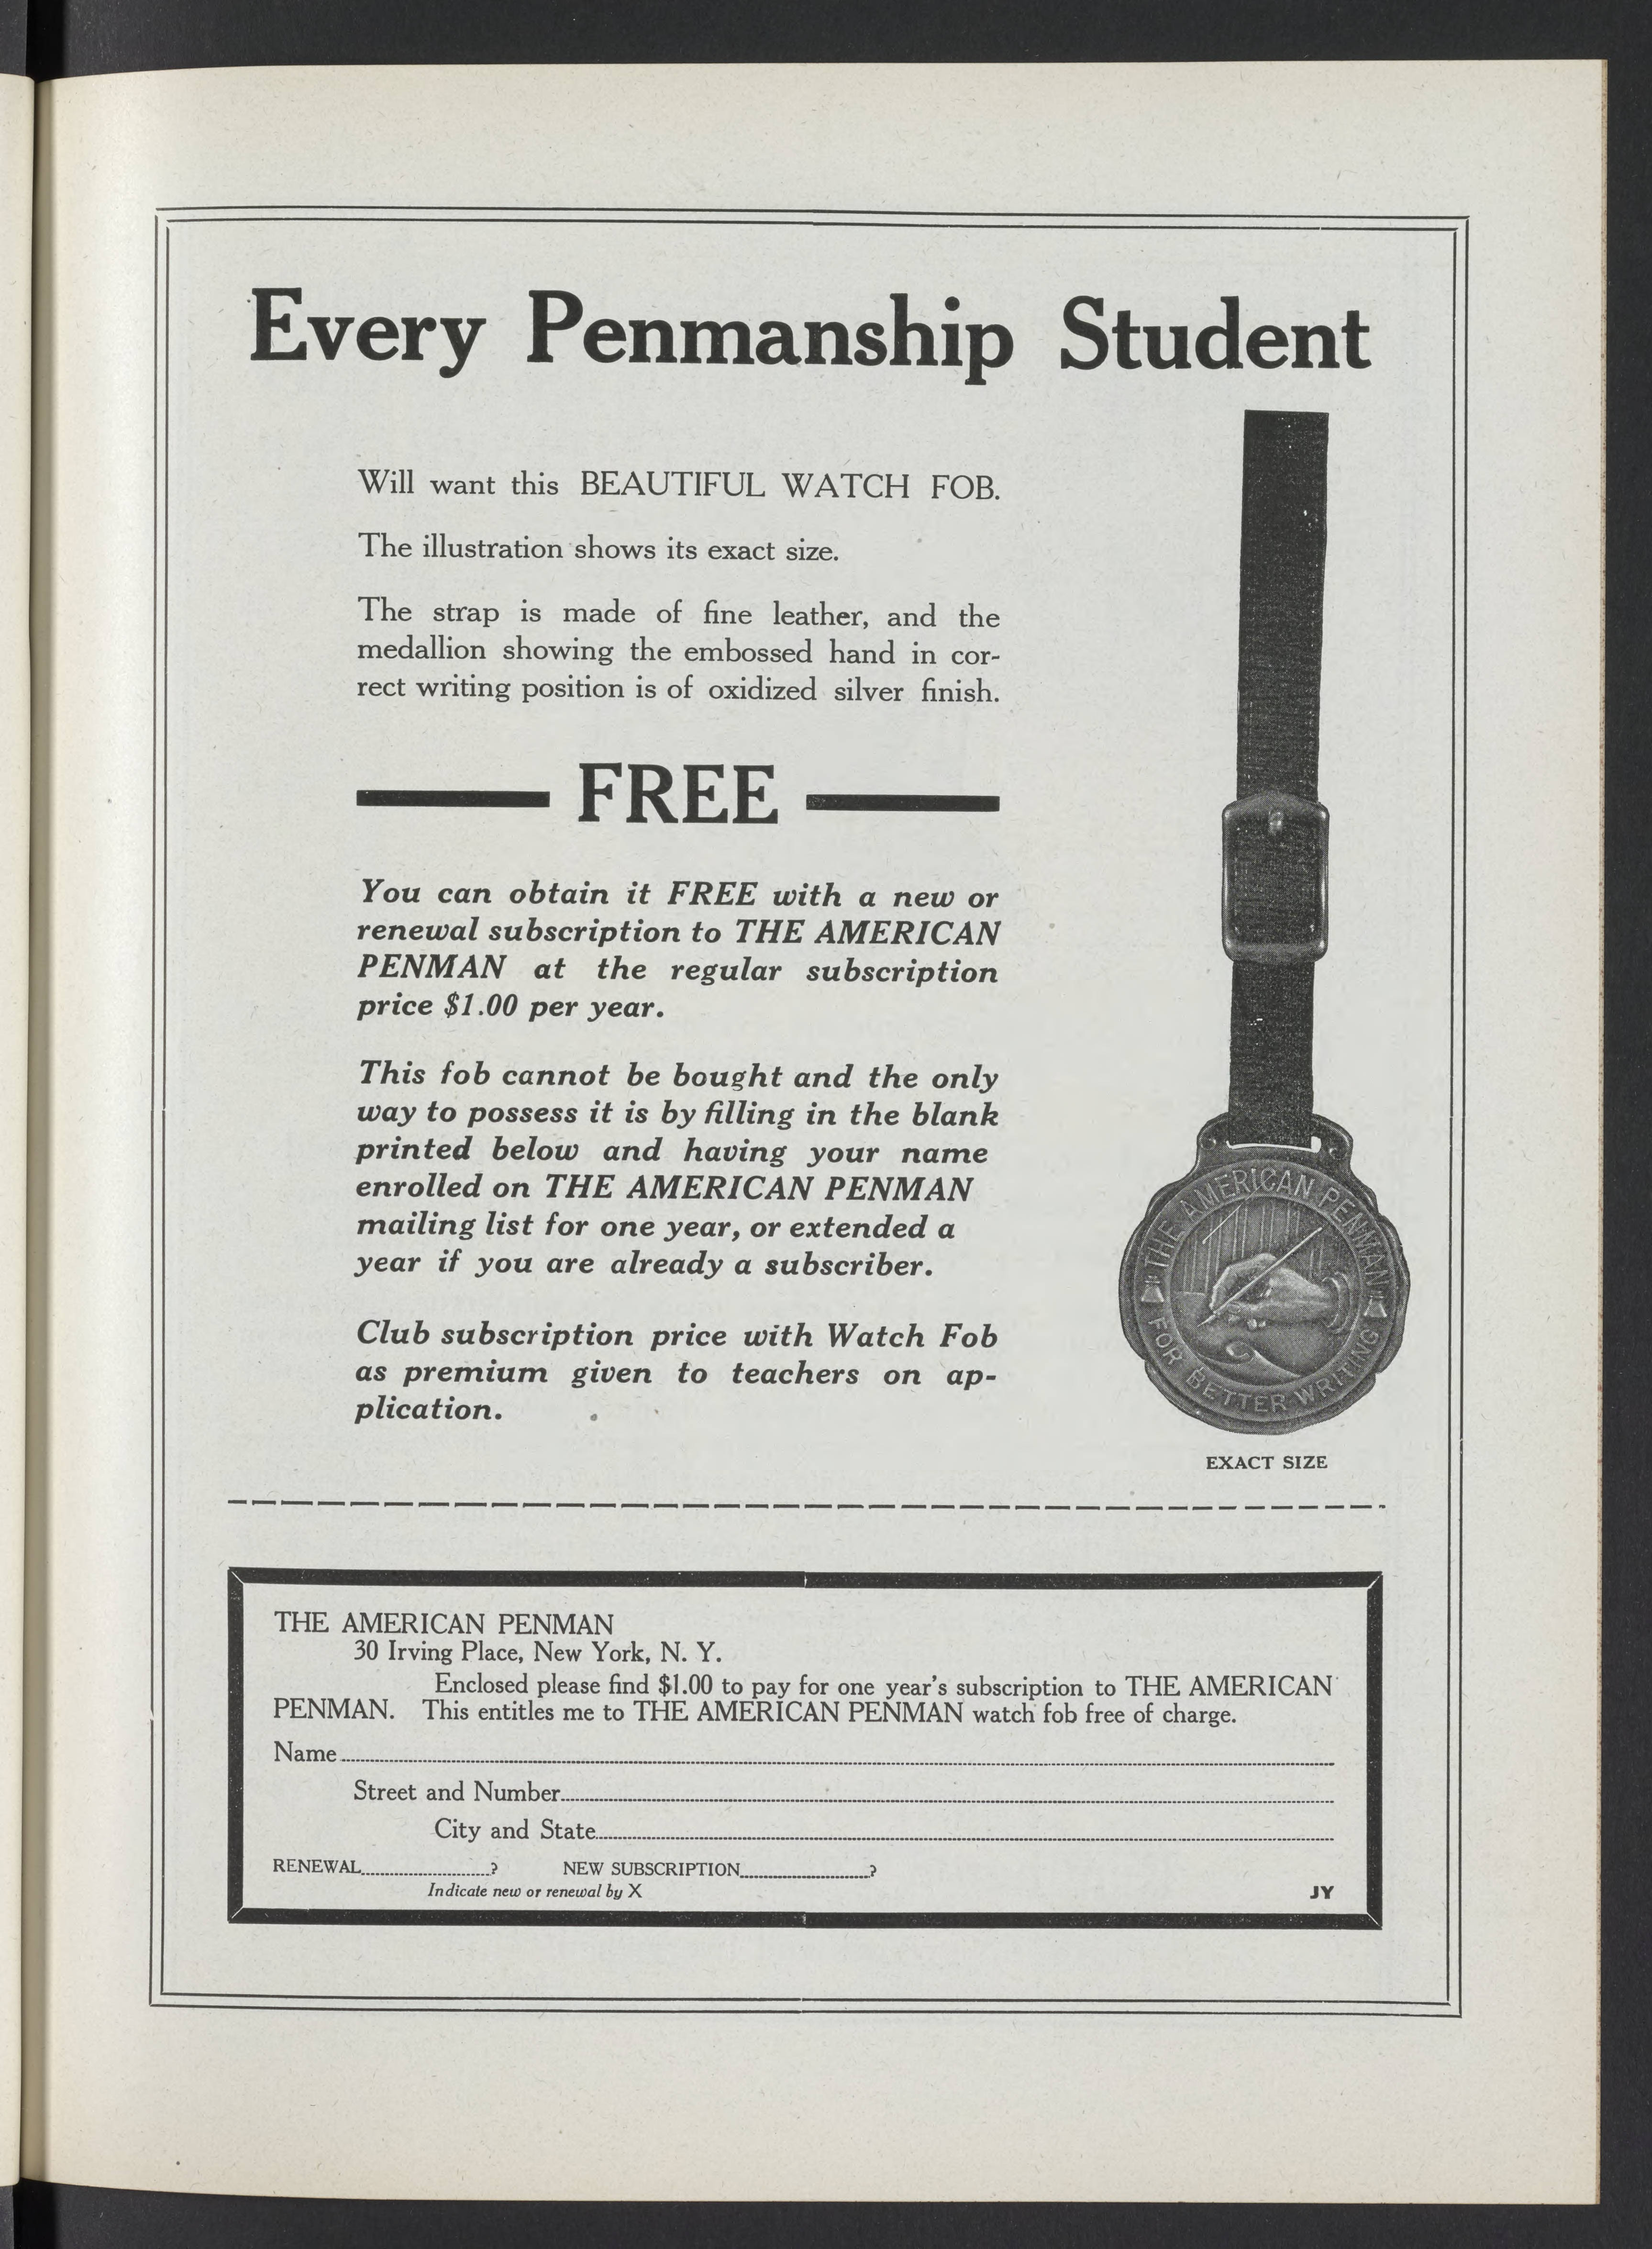 Every Penmanship Student
Will want this BEAUTIFUL WATCH FOB.
The illustration shows its exact size.
The strap is made of fine leather, and the
medallion showing the embossed hand in cor-
rect writing position is of oxidized silver finish.
FREE
You can obtain it FREE with a new or
renewal subscription to THE AMERICAN
PENMAN at the regular subscription
price $1.00 per year.
This fob cannot be bought and the only
way to possess it is by filling in the blank
printed below and having your name
enrolled on THE AMERICAN PENMAN
mailing list for one year, or extended a
year if you are already a subscriber.
Club subscription price with Watch Fob
as premium given to teachers on ap-
plication.
THE AMERICAN PENMAN
FOR BETTER WRITING
EXACT SIZE
THE AMERICAN PENMAN
30 Irving Place, New York, N. Y.
Enclosed please find $1.00 to pay for one year's subscription to THE AMERICAN
PENMAN. This entitles me to THE AMERICAN PENMAN watch fob free of charge.
Name
Street and Number
City and State
RENEWAL ? NEW SUBSCRIPTION ?
Indicate new or renewal by X
JY